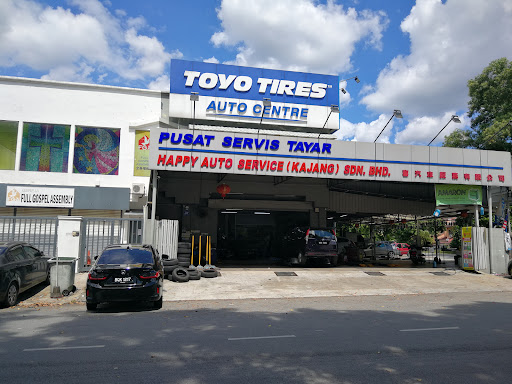 TOYO TIRES
AUTO CENTRE
PUSAT SERVIS TAYAR
HAPPY AUTO SERVICE (KAJANG) SDN. BHD.
FULL GOSPEL ASSEMBLY